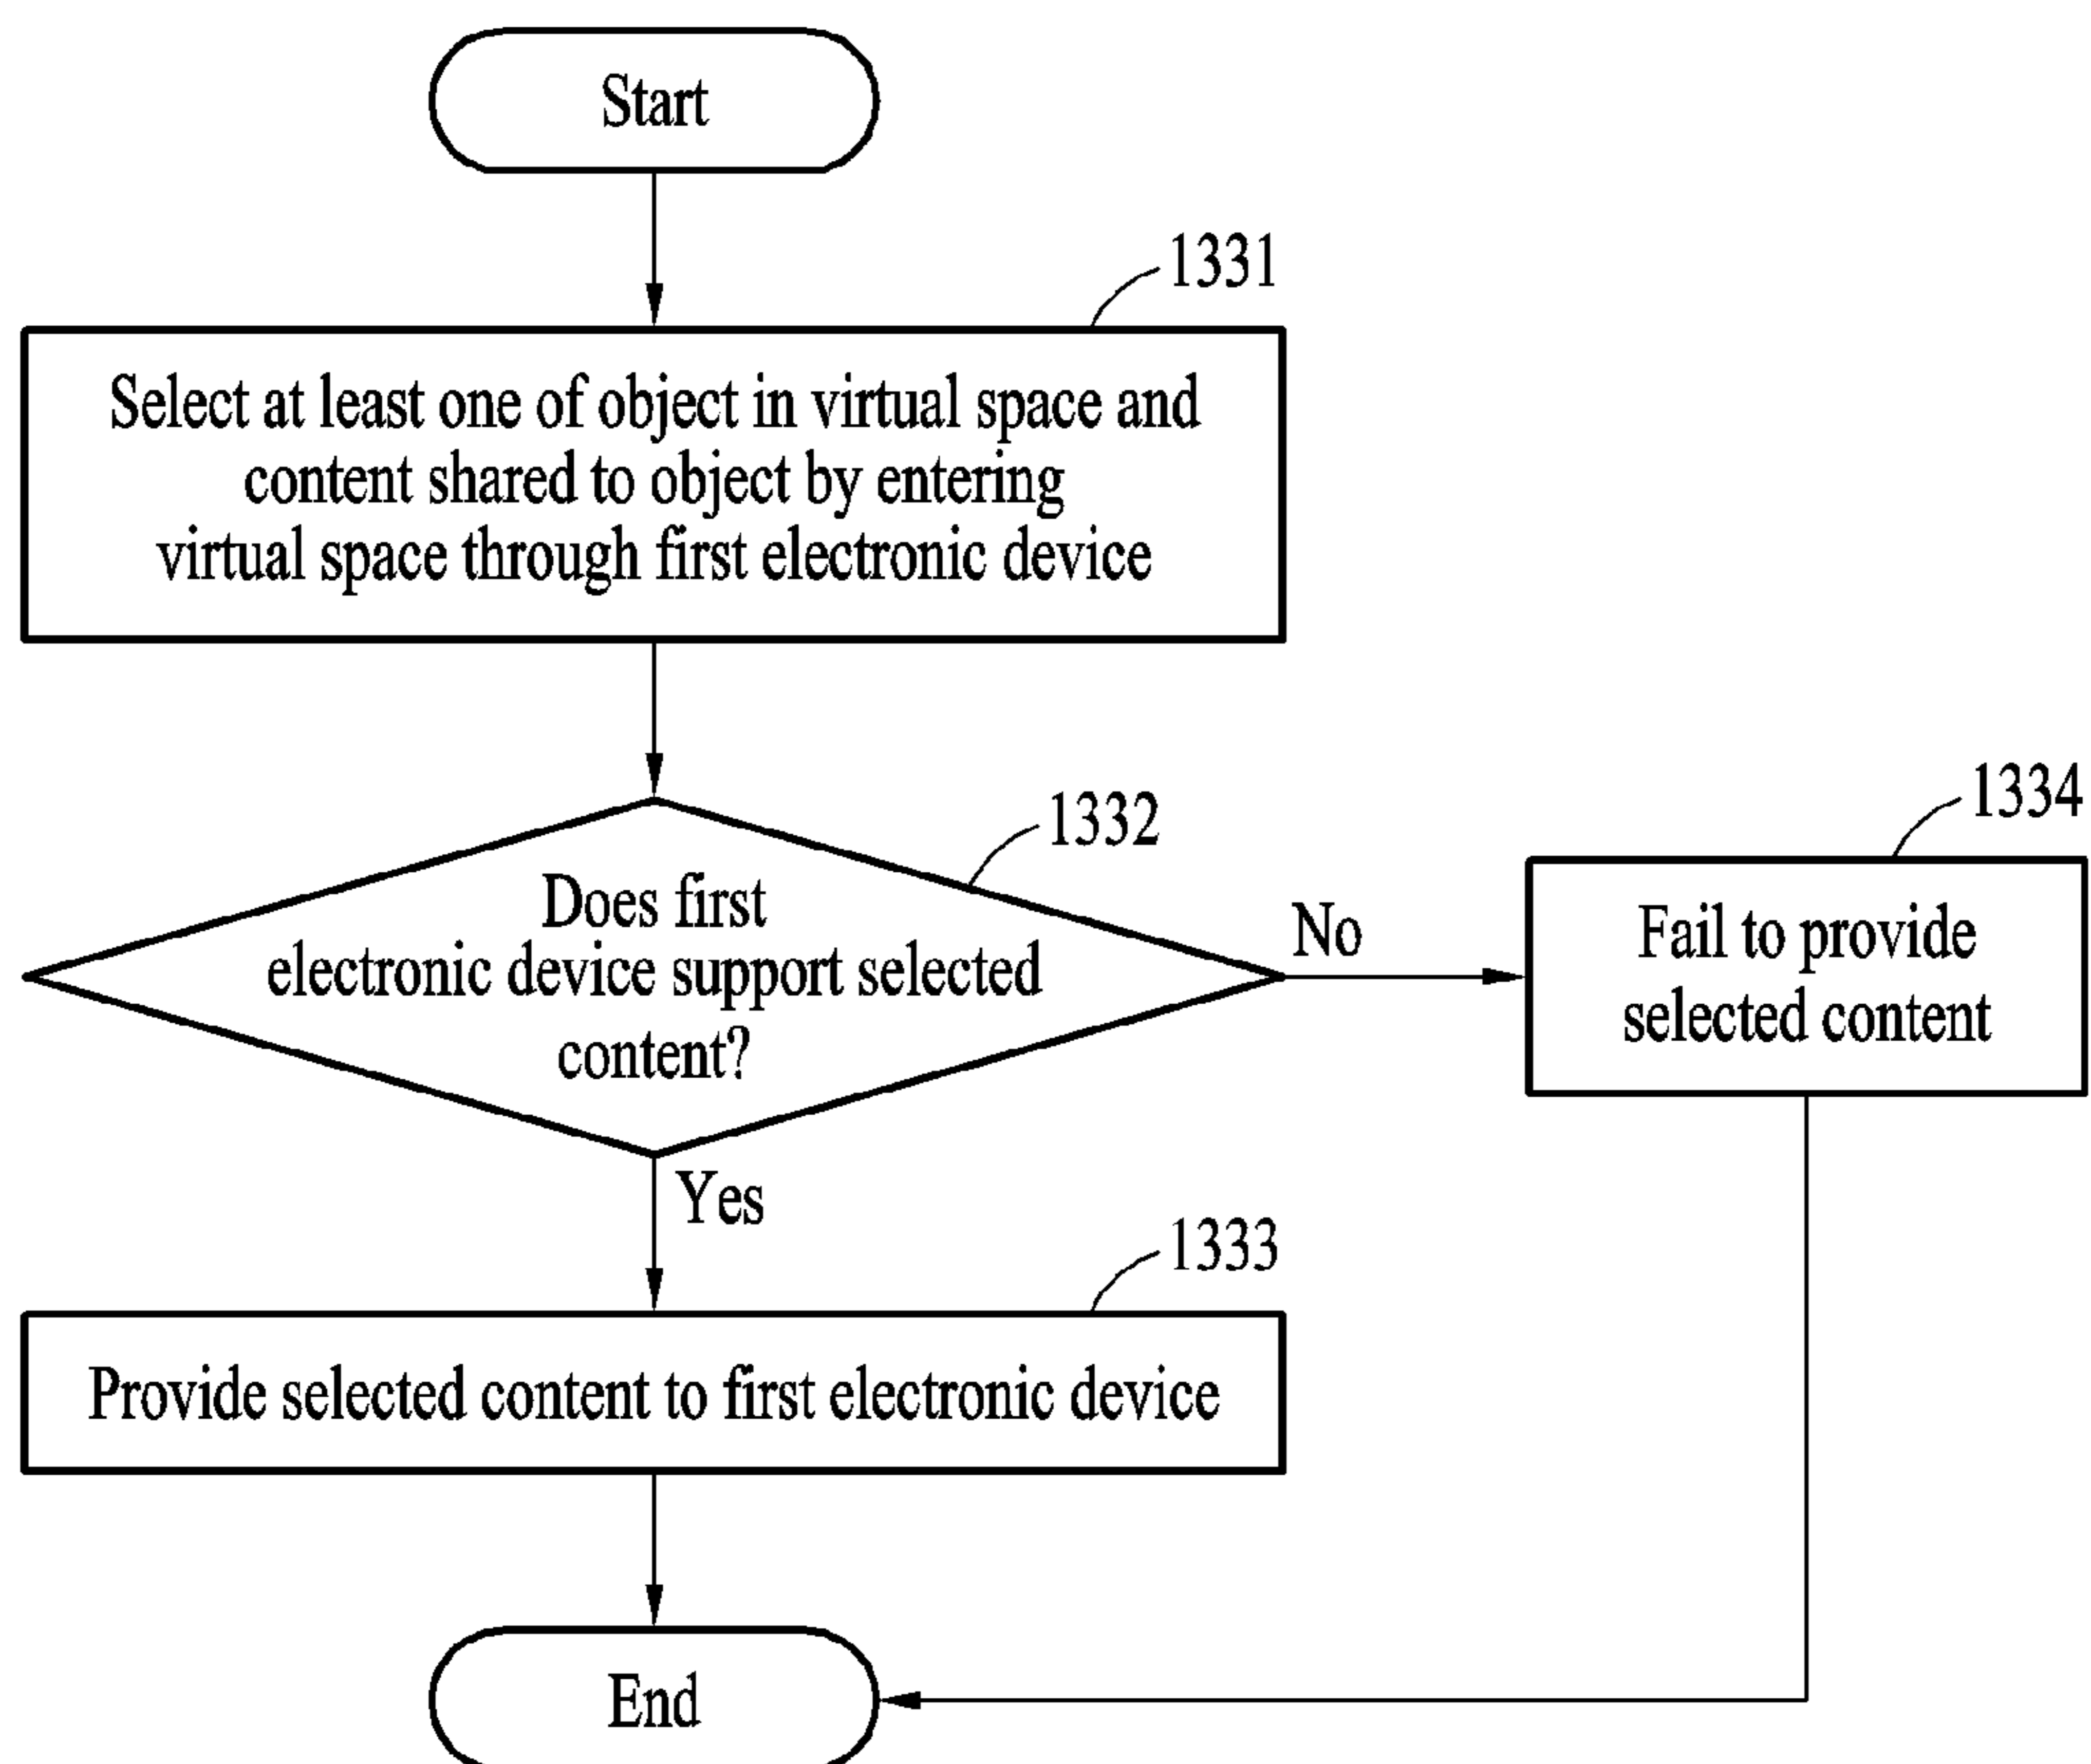 Start
1331
Select at least one of object in virtual space and
content shared to object by entering
virtual space through first electronic device
1332
Does first
electronic device support selected
content?
No
1334
Fail to provide
selected content
Yes
1333
Provide selected content to first electronic device
End